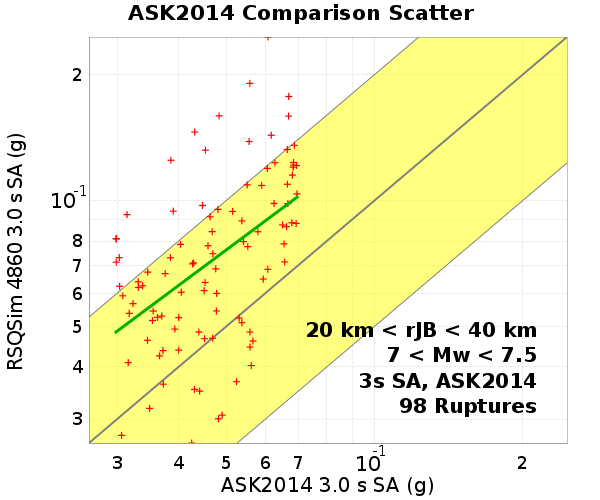 ASK2014 Comparison Scatter
RSQSim 4860 3.0 s SA (g)
2
10-1
8
7
6
5
4
3
20 km < rJB < 40 km
7 < Mw < 7.5
3s SA, ASK2014
98 Ruptures
3 4 5 6 7 10-1 2
ASK2014 3.0 s SA (g)